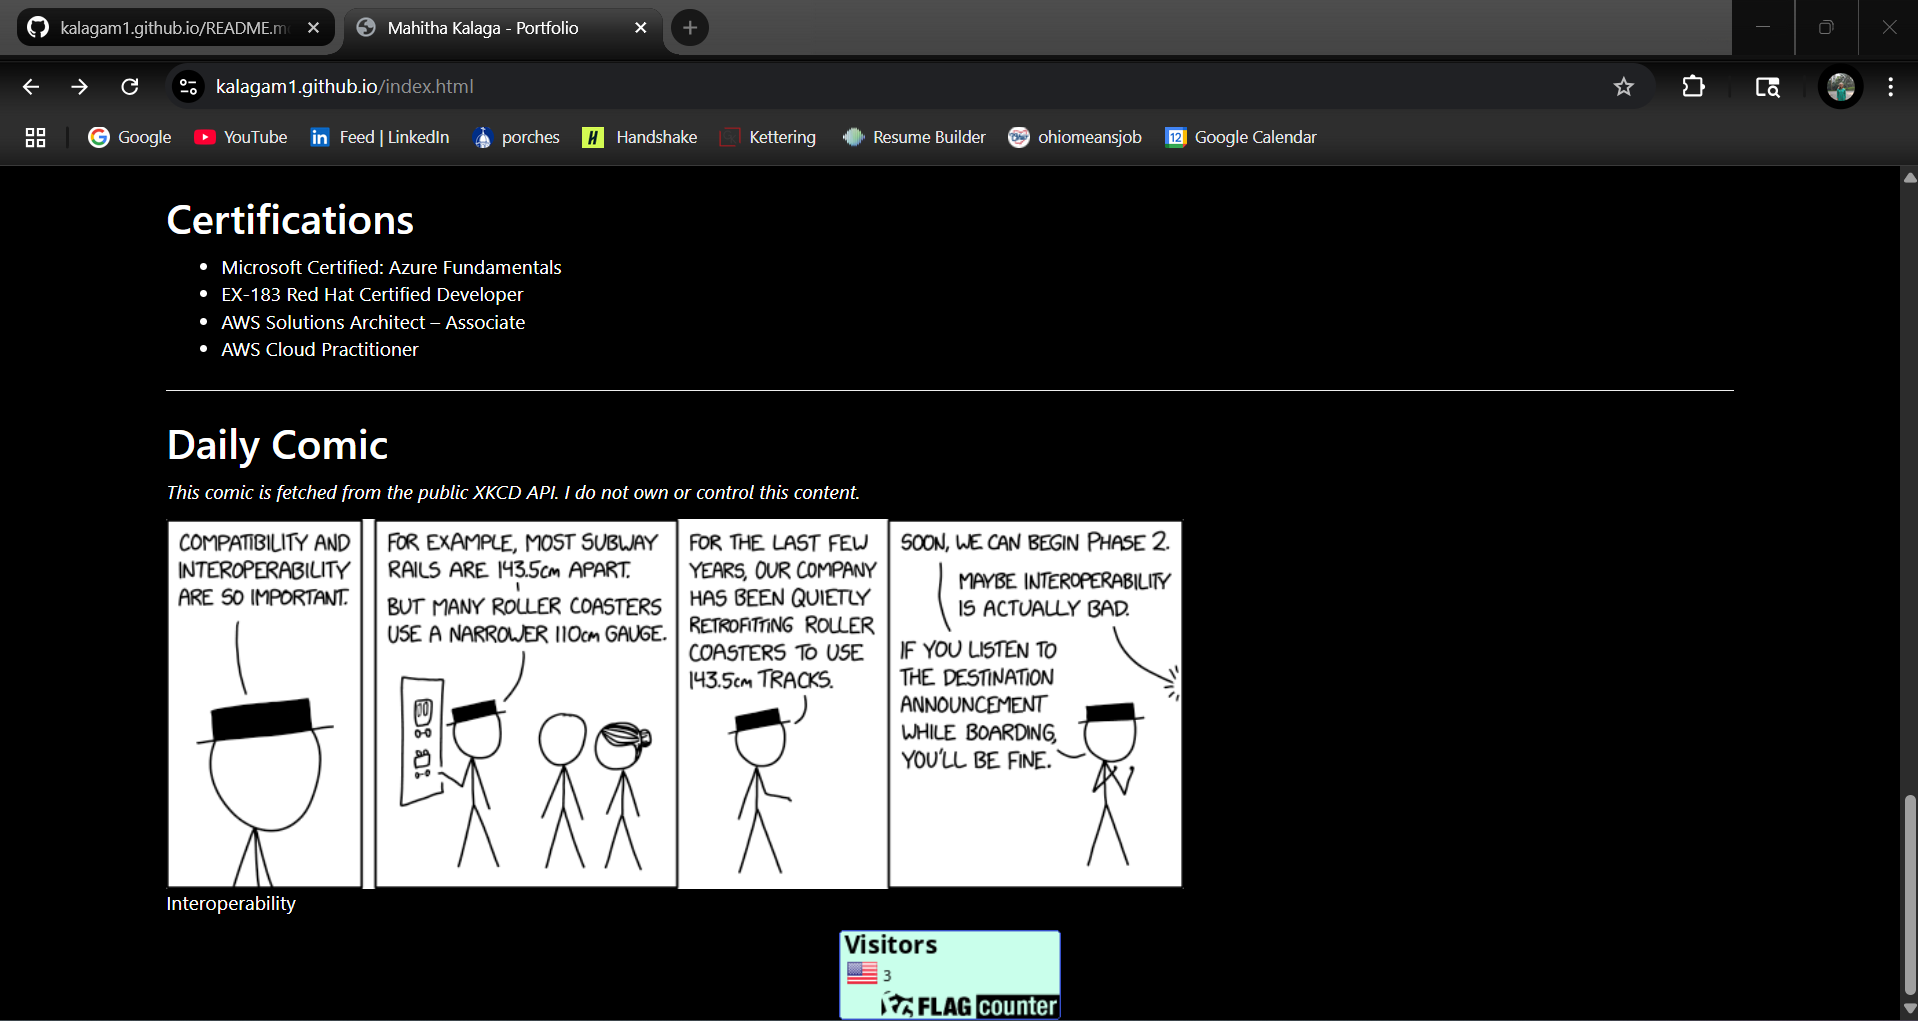 kalagam1.github.io/README.m
Mahitha Kalaga - Portfolio
kalagam1.github.io/index.html
Google
YouTube
Feed | LinkedIn
porches
Handshake
Kettering
Resume Builder
ohiomeansjob
Google Calendar
Certifications
• Microsoft Certified: Azure Fundamentals
• EX-183 Red Hat Certified Developer
• AWS Solutions Architect – Associate
• AWS Cloud Practitioner
Daily Comic
This comic is fetched from the public XKCD API. I do not own or control this content.
COMPATIBILITY AND
INTEROPERABILITY
ARE SO IMPORTANT.
FOR EXAMPLE, MOST SUBWAY
RAILS ARE 143.5cm APART.
BUT MANY ROLLER COASTERS
USE A NARROWER 110cm GAUGE.
FOR THE LAST FEW
YEARS, OUR COMPANY
HAS BEEN QUIETLY
RETROFITTING ROLLER
COASTERS TO USE
143.5cm TRACKS.
SOON, WE CAN BEGIN PHASE 2.
MAYBE INTEROPERABILITY
IS ACTUALLY BAD.
IF YOU LISTEN TO
THE DESTINATION
ANNOUNCEMENT
WHILE BOARDING,
YOU'LL BE FINE.
Interoperability
Visitors
3
FLAG counter